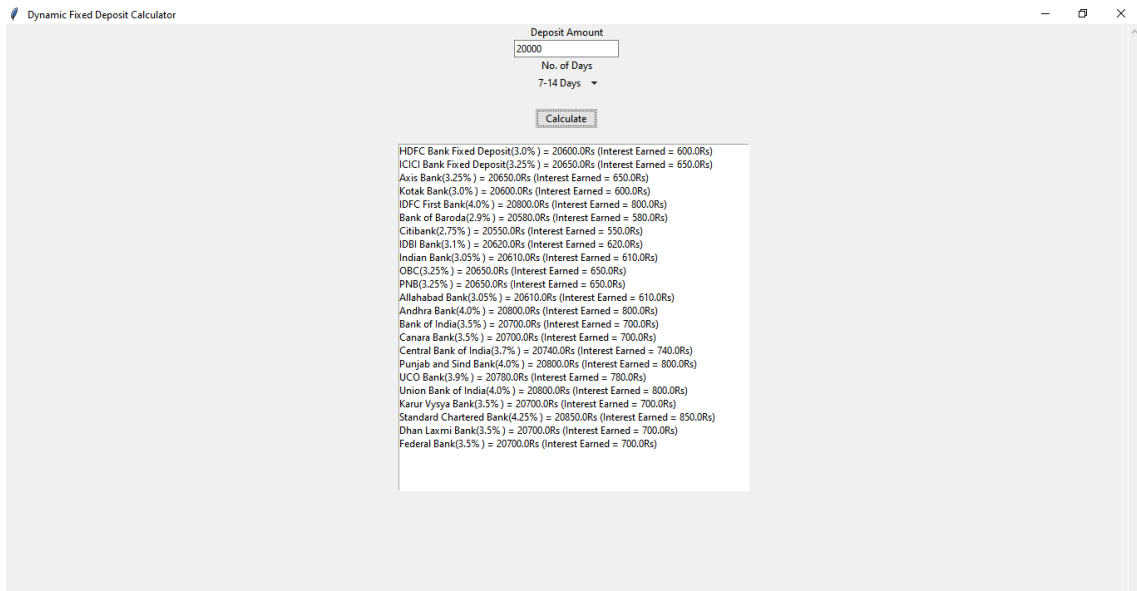 Dynamic Fixed Deposit Calculator
Deposit Amount
20000
No. of Days
7-14 Days
Calculate
HDFC Bank Fixed Deposit(3.0% ) = 20600.0Rs (Interest Earned = 600.0Rs)
ICICI Bank Fixed Deposit(3.25% ) = 20650.0Rs (Interest Earned = 650.0Rs)
Axis Bank(3.25% ) = 20650.0Rs (Interest Earned = 650.0Rs)
Kotak Bank(3.0% ) = 20600.0Rs (Interest Earned = 600.0Rs)
IDFC First Bank(4.0% ) = 20800.0Rs (Interest Earned = 800.0Rs)
Bank of Baroda(2.9% ) = 20580.0Rs (Interest Earned = 580.0Rs)
Citibank(2.75% ) = 20550.0Rs (Interest Earned = 550.0Rs)
IDBI Bank(3.1% ) = 20620.0Rs (Interest Earned = 620.0Rs)
Indian Bank(3.05% ) = 20610.0Rs (Interest Earned = 610.0Rs)
OBC(3.25% ) = 20650.0Rs (Interest Earned = 650.0Rs)
PNB(3.25% ) = 20650.0Rs (Interest Earned = 650.0Rs)
Allahabad Bank(3.05% ) = 20610.0Rs (Interest Earned = 610.0Rs)
Andhra Bank(4.0% ) = 20800.0Rs (Interest Earned = 800.0Rs)
Bank of India(3.5% ) = 20700.0Rs (Interest Earned = 700.0Rs)
Canara Bank(3.5% ) = 20700.0Rs (Interest Earned = 700.0Rs)
Central Bank of India(3.7% ) = 20740.0Rs (Interest Earned = 740.0Rs)
Punjab and Sind Bank(4.0% ) = 20800.0Rs (Interest Earned = 800.0Rs)
UCO Bank(3.9% ) = 20780.0Rs (Interest Earned = 780.0Rs)
Union Bank of India(4.0% ) = 20800.0Rs (Interest Earned = 800.0Rs)
Karur Vysya Bank(3.5% ) = 20700.0Rs (Interest Earned = 700.0Rs)
Standard Chartered Bank(4.25% ) = 20850.0Rs (Interest Earned = 850.0Rs)
Dhan Laxmi Bank(3.5% ) = 20700.0Rs (Interest Earned = 700.0Rs)
Federal Bank(3.5% ) = 20700.0Rs (Interest Earned = 700.0Rs)